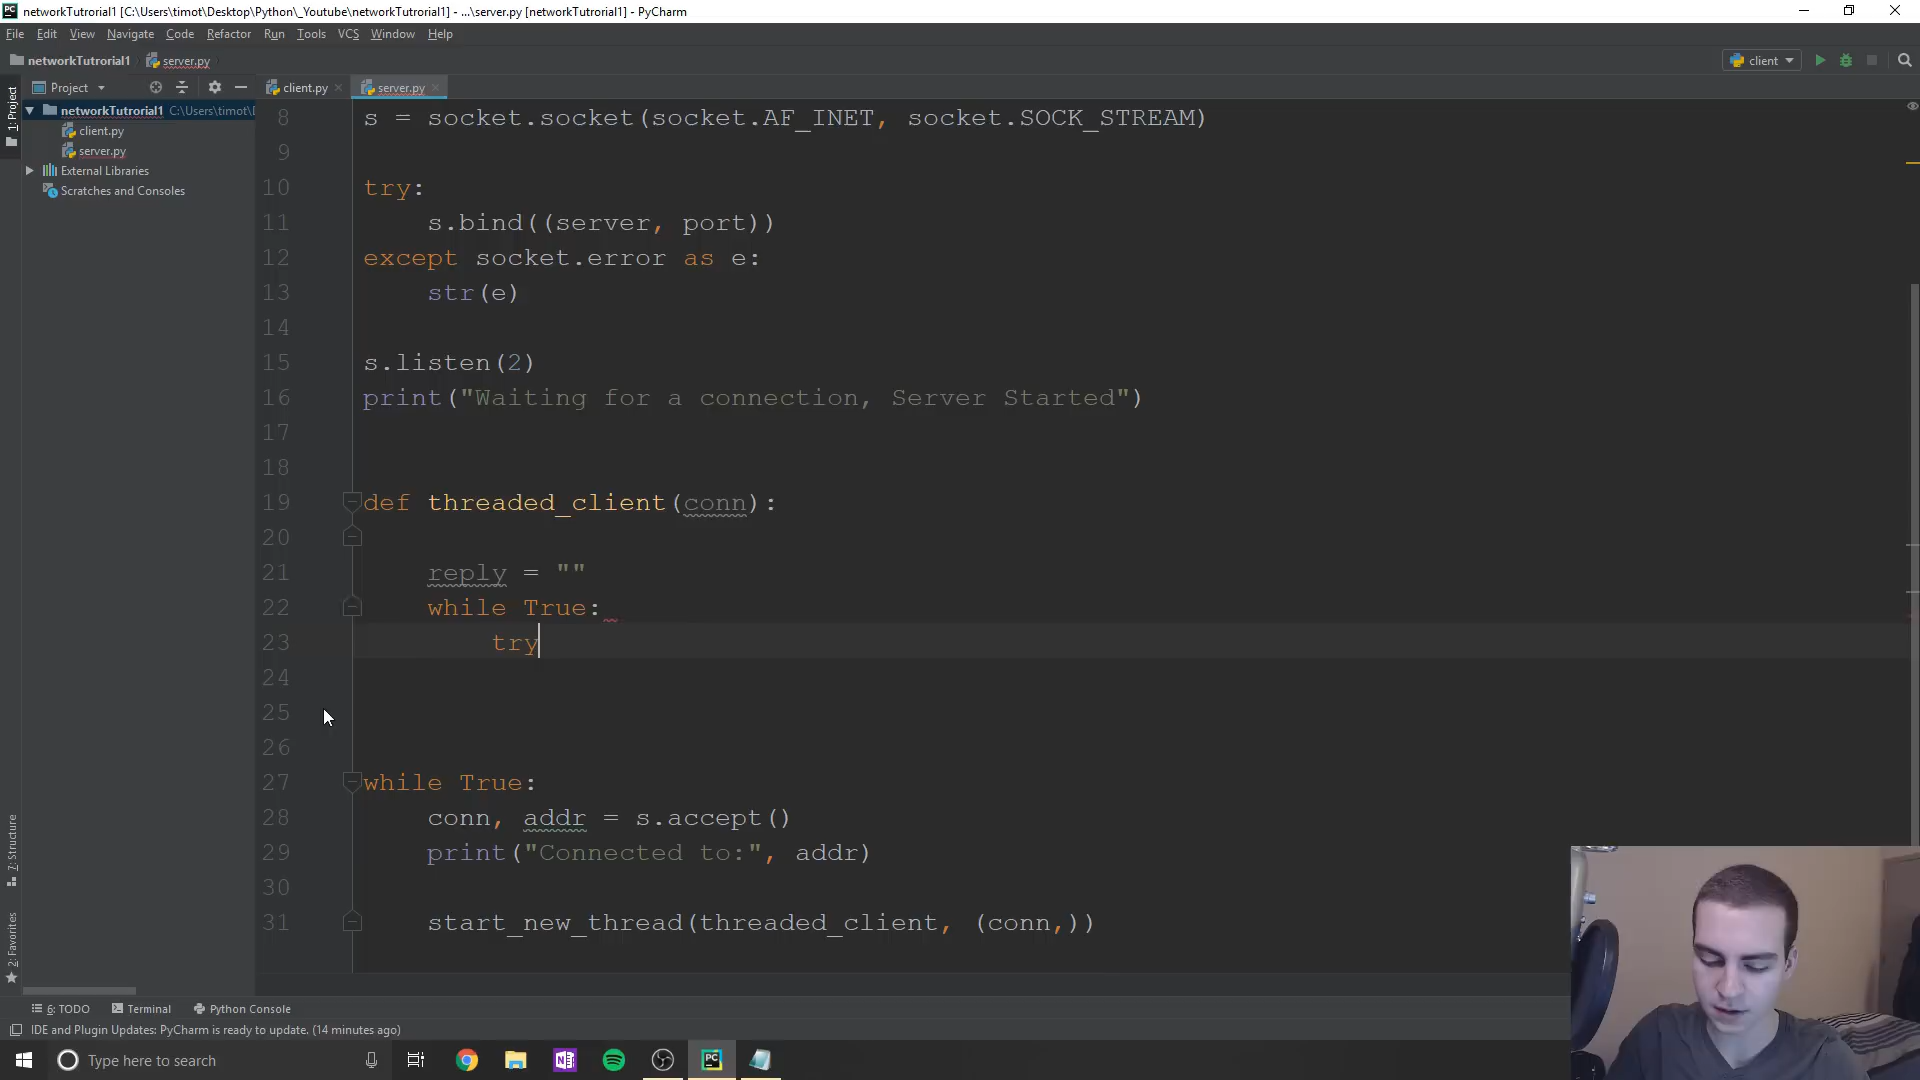 networkTutrorial1 [C:\Users\timot\Desktop\Python\_Youtube\networkTutrorial1] - ...\server.py [networkTutrorial1] - PyCharm
File Edit View Navigate Code Refactor Run Tools VCS Window Help
networkTutrorial1 server.py client
Project client.py server.py
1: Project
networkTutrorial1 C:\Users\timot\
client.py
server.py
External Libraries
Scratches and Consoles
8 s = socket.socket(socket.AF_INET, socket.SOCK_STREAM)
9
10 try:
11 s.bind((server, port))
12 except socket.error as e:
13 str(e)
14
15 s.listen(2)
16 print("Waiting for a connection, Server Started")
17
18
19 def threaded_client(conn):
20
21 reply = ""
22 while True:
23 try
24
25
26
27 while True:
28 conn, addr = s.accept()
29 print("Connected to:", addr)
30
31 start_new_thread(threaded_client, (conn,))
7: Structure
2: Favorites
6: TODO Terminal Python Console
IDE and Plugin Updates: PyCharm is ready to update. (14 minutes ago)
Type here to search